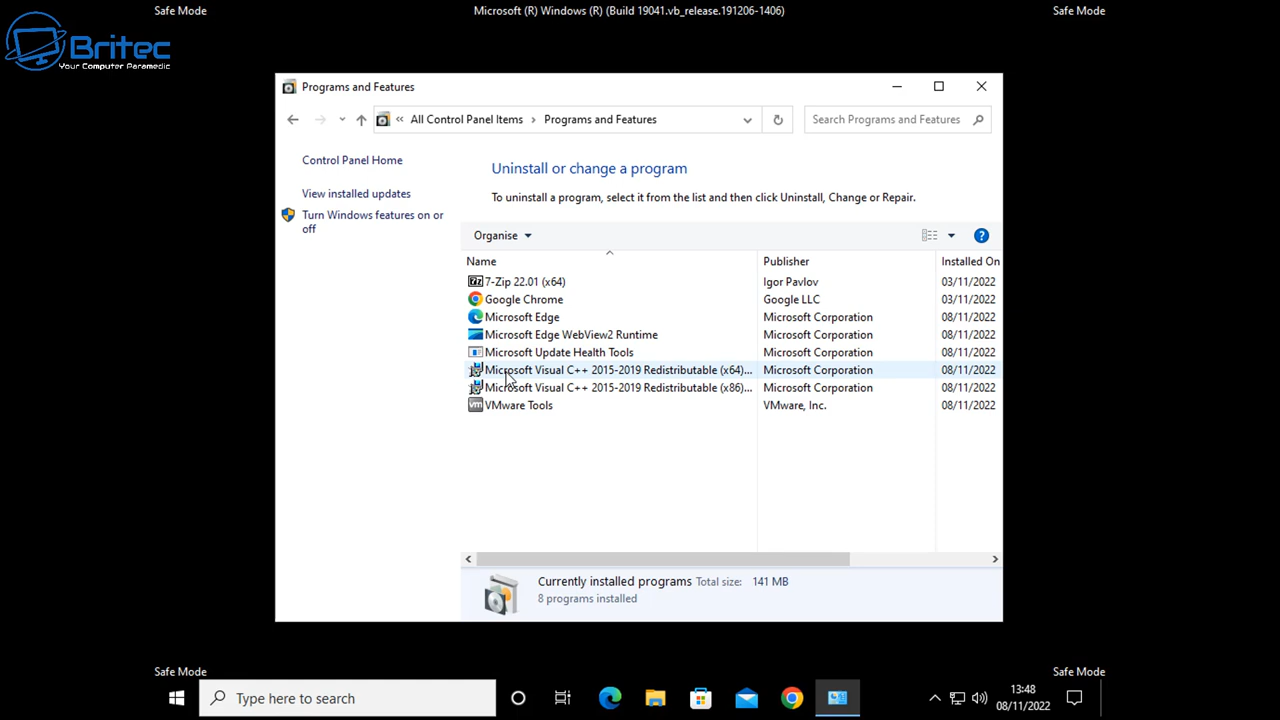 Safe Mode
Microsoft (R) Windows (R) (Build 19041.vb_release.191206-1406)
Safe Mode
Britec
Your Computer Paramedic
Programs and Features
All Control Panel Items
Programs and Features
Search Programs and Features
Control Panel Home
View installed updates
Turn Windows features on or
off
Uninstall or change a program
To uninstall a program, select it from the list and then click Uninstall, Change or Repair.
Organise
Name Publisher Installed On
7-Zip 22.01 (x64) Igor Pavlov 03/11/2022
Google Chrome Google LLC 03/11/2022
Microsoft Edge Microsoft Corporation 08/11/2022
Microsoft Edge WebView2 Runtime Microsoft Corporation 08/11/2022
Microsoft Update Health Tools Microsoft Corporation 08/11/2022
Microsoft Visual C++ 2015-2019 Redistributable (x64)... Microsoft Corporation 08/11/2022
Microsoft Visual C++ 2015-2019 Redistributable (x86)... Microsoft Corporation 08/11/2022
vm VMware Tools VMware, Inc. 08/11/2022
Currently installed programs Total size: 141 MB
8 programs installed
Safe Mode
Safe Mode
Type here to search
13:48
08/11/2022